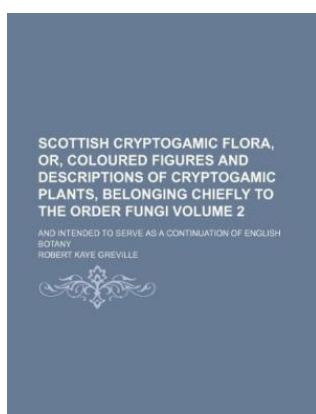 SCOTTISH CRYPTOGAMIC FLORA,
OR, COLOURED FIGURES AND
DESCRIPTIONS OF CRYPTOGAMIC
PLANTS, BELONGING CHIEFLY TO
THE ORDER FUNGI VOLUME 2
AND INTENDED TO SERVE AS A CONTINUATION OF ENGLISH
BOTANY
ROBERT KAYE GREVILLE